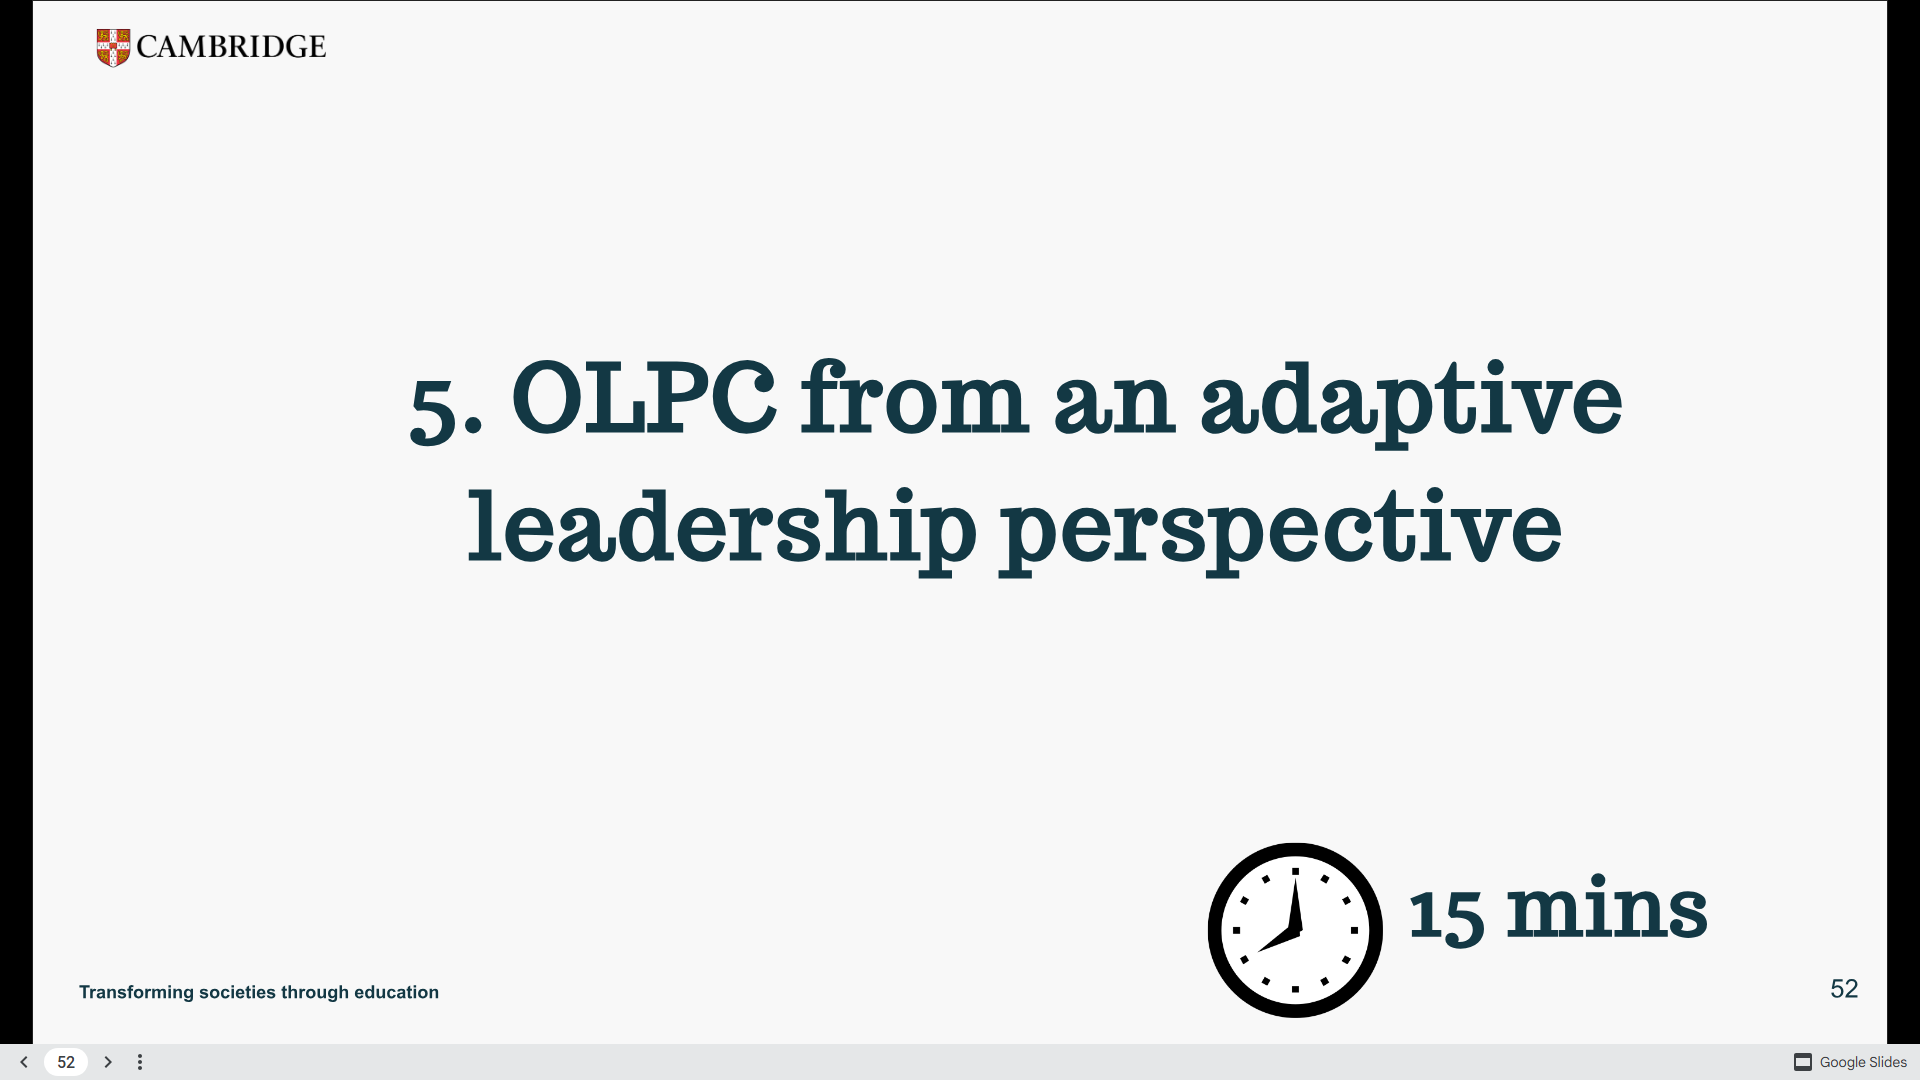 CAMBRIDGE
5. OLPC from an adaptive
leadership perspective
15 mins
Transforming societies through education
52
52
Google Slides